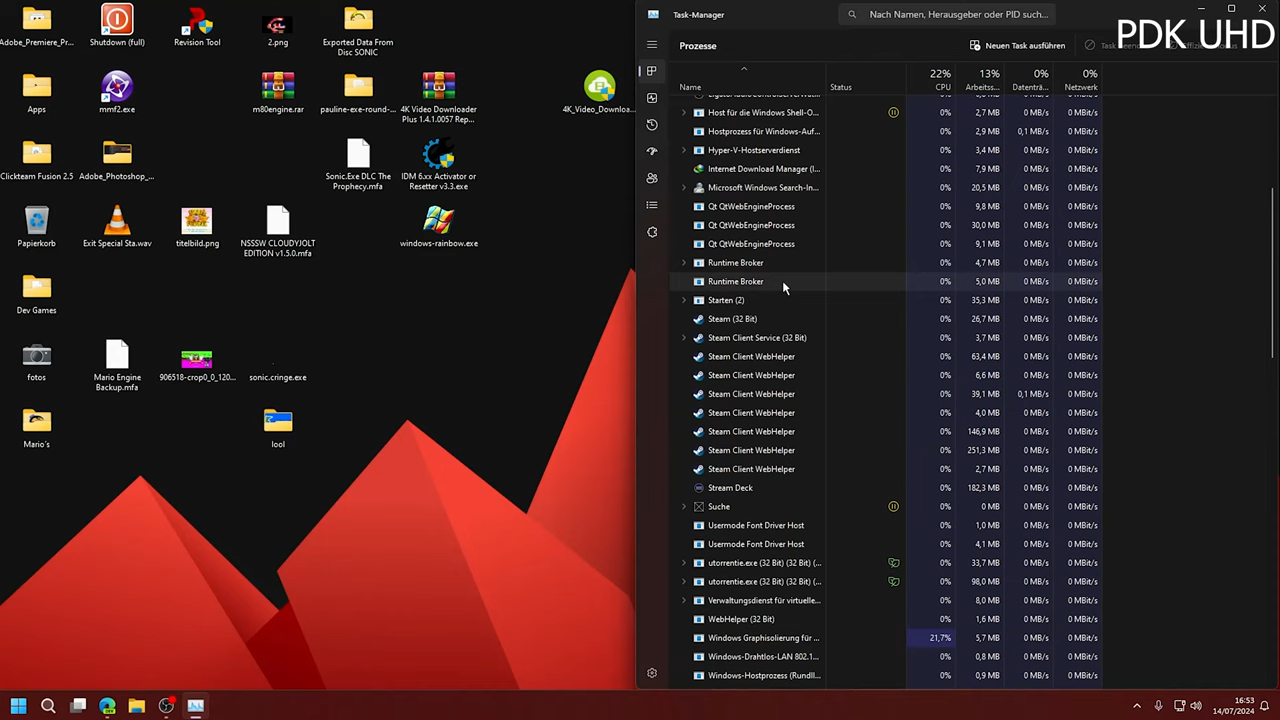 Adobe_Premiere_Pr...
Shutdown (full)
Revision Tool
2.png
Exported Data From
Disc SONIC
Apps
mmf2.exe
m80engine.rar
pauline-exe-round-...
4K Video Downloader
Plus 1.4.1.0057 Rep...
4K_Video_Downloa...
Clickteam Fusion 2.5
Adobe_Photoshop_...
Sonic.Exe DLC The
Prophecy.mfa
IDM 6.xx Activator or
Resetter v3.3.exe
Papierkorb
Exit Special Sta.wav
titelbild.png
NSSSW CLOUDYJOLT
EDITION v1.5.0.mfa
windows-rainbow.exe
Dev Games
fotos
Mario Engine
Backup.mfa
906518-crop0_0_120...
sonic.cringe.exe
Mario´s
lool
Task-Manager
Nach Namen, Herausgeber oder PID such...
PDK UHD
Prozesse
Neuen Task ausführen
22% 13% 0% 0%
Name Status CPU Arbeitss... Datenträ... Netzwerk
Host für die Windows Shell-O... 0% 2,7 MB 0 MB/s 0 MBit/s
Hostprozess für Windows-Auf... 0% 2,9 MB 0,1 MB/s 0 MBit/s
Hyper-V-Hostserverdienst 0% 3,4 MB 0 MB/s 0 MBit/s
Internet Download Manager (I... 0% 7,9 MB 0 MB/s 0 MBit/s
Microsoft Windows Search-In... 0% 20,5 MB 0 MB/s 0 MBit/s
Qt QtWebEngineProcess 0% 9,8 MB 0 MB/s 0 MBit/s
Qt QtWebEngineProcess 0% 30,0 MB 0 MB/s 0 MBit/s
Qt QtWebEngineProcess 0% 9,1 MB 0 MB/s 0 MBit/s
Runtime Broker 0% 4,7 MB 0 MB/s 0 MBit/s
Runtime Broker 0% 5,0 MB 0 MB/s 0 MBit/s
Starten (2) 0% 35,3 MB 0 MB/s 0 MBit/s
Steam (32 Bit) 0% 26,7 MB 0 MB/s 0 MBit/s
Steam Client Service (32 Bit) 0% 3,7 MB 0 MB/s 0 MBit/s
Steam Client WebHelper 0% 63,4 MB 0 MB/s 0 MBit/s
Steam Client WebHelper 0% 6,6 MB 0 MB/s 0 MBit/s
Steam Client WebHelper 0% 39,1 MB 0,1 MB/s 0 MBit/s
Steam Client WebHelper 0% 4,0 MB 0 MB/s 0 MBit/s
Steam Client WebHelper 0% 146,9 MB 0 MB/s 0 MBit/s
Steam Client WebHelper 0% 251,3 MB 0 MB/s 0 MBit/s
Steam Client WebHelper 0% 2,7 MB 0 MB/s 0 MBit/s
Stream Deck 0% 182,3 MB 0 MB/s 0 MBit/s
Suche 0% 0 MB 0 MB/s 0 MBit/s
Usermode Font Driver Host 0% 1,0 MB 0 MB/s 0 MBit/s
Usermode Font Driver Host 0% 4,1 MB 0 MB/s 0 MBit/s
utorrentie.exe (32 Bit) (32 Bit) (... 0% 33,7 MB 0 MB/s 0 MBit/s
utorrentie.exe (32 Bit) (32 Bit) (... 0% 98,0 MB 0 MB/s 0 MBit/s
Verwaltungsdienst für virtuelle... 0% 8,0 MB 0 MB/s 0 MBit/s
WebHelper (32 Bit) 0% 1,6 MB 0 MB/s 0 MBit/s
Windows Graphisolierung für ... 21,7% 5,7 MB 0 MB/s 0 MBit/s
Windows-Drahtlos-LAN 802.1... 0% 0,8 MB 0 MB/s 0 MBit/s
Windows-Hostprozess (Rundll... 0% 0,9 MB 0 MB/s 0 MBit/s
16:53
14/07/2024